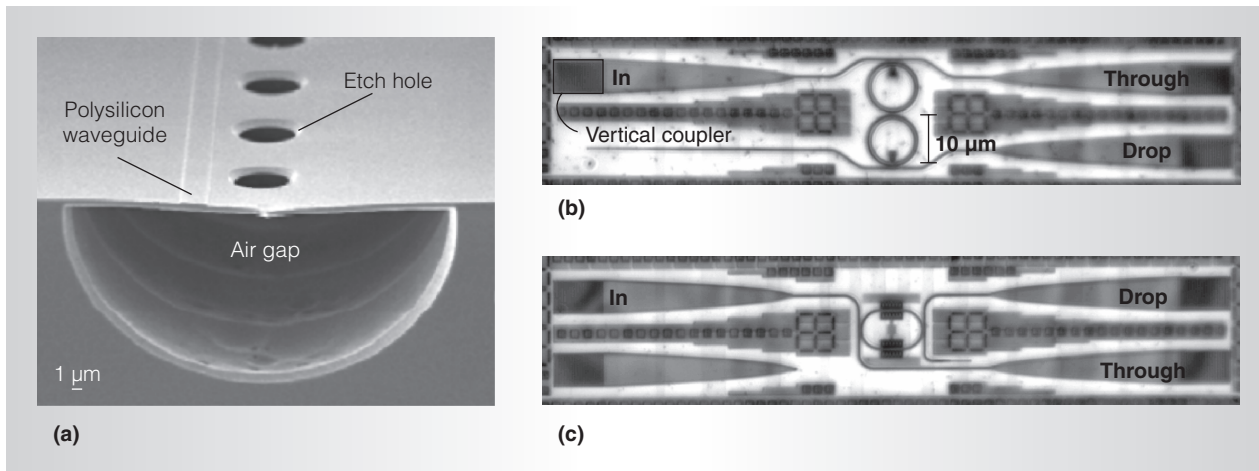 Polysilicon
waveguide
Etch hole
Air gap
1 μm
(a)
In
Through
Vertical coupler
10 μm
Drop
(b)
In
Drop
Through
(c)